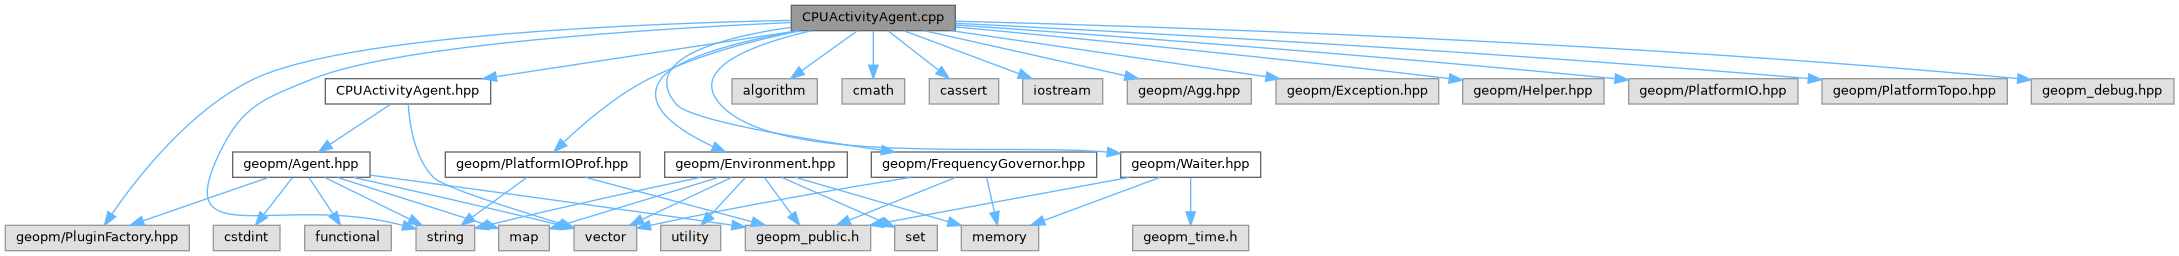 CPUActivityAgent.cpp
CPUActivityAgent.hpp
algorithm
cmath
cassert
iostream
geopm/Agg.hpp
geopm/Exception.hpp
geopm/Helper.hpp
geopm/PlatformIO.hpp
geopm/PlatformTopo.hpp
geopm_debug.hpp
geopm/Agent.hpp
geopm/PlatformIOProf.hpp
geopm/Environment.hpp
geopm/FrequencyGovernor.hpp
geopm/Waiter.hpp
geopm/PluginFactory.hpp
cstdint
functional
string
map
vector
utility
geopm_public.h
set
memory
geopm_time.h